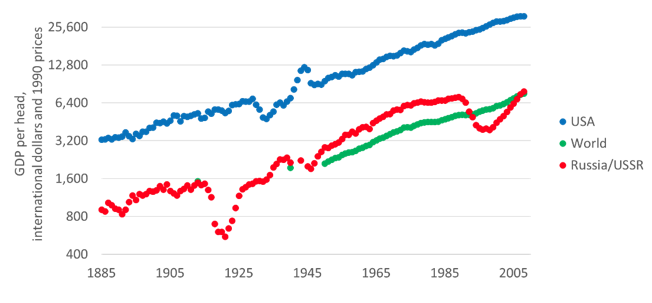 GDP per head,
international dollars and 1990 prices
25,600
12,800
6,400
3,200
1,600
800
400
1885 1905 1925 1945 1965 1985 2005
USA
World
Russia/USSR